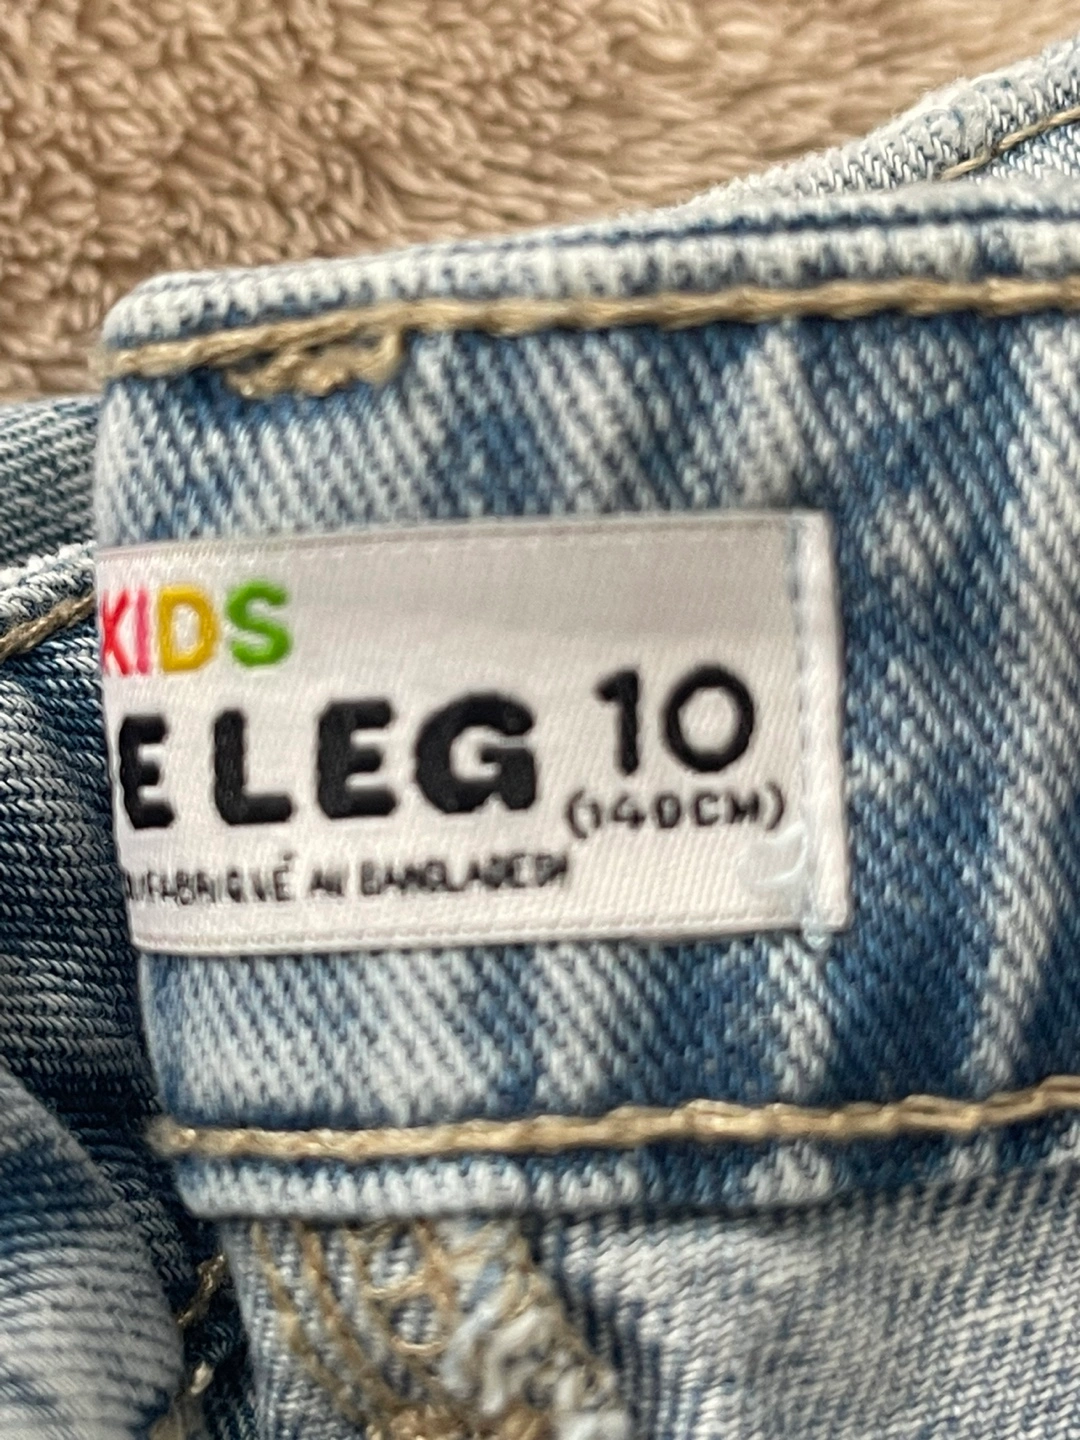 KIDS
E LEG 10
(140CM)
/FABRIQUÉ AU BANGLADESH